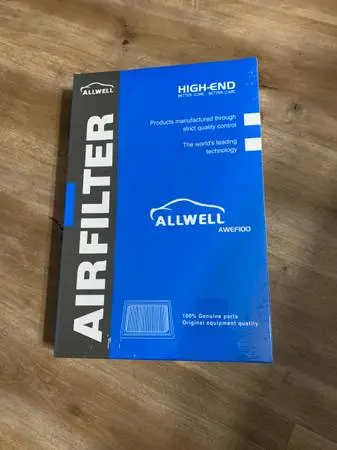 ALLWELL
AIRFILTER
HIGH-END
BETTER CORE BETTER CARE
Products manufactured through
strict quality control
The world's leading
technology
ALLWELL
AWEF100
100% Genuine parts
Original equipment quality